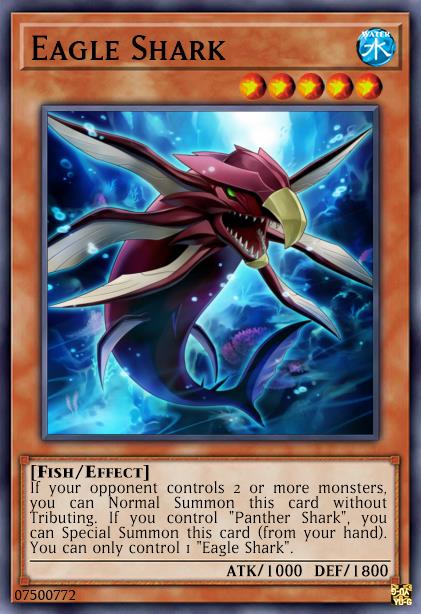 Eagle Shark
WATER
水
[Fish/Effect]
If your opponent controls 2 or more monsters,
you can Normal Summon this card without
Tributing. If you control "Panther Shark", you
can Special Summon this card (from your hand).
You can only control 1 "Eagle Shark".
ATK/1000 DEF/1800
07500772